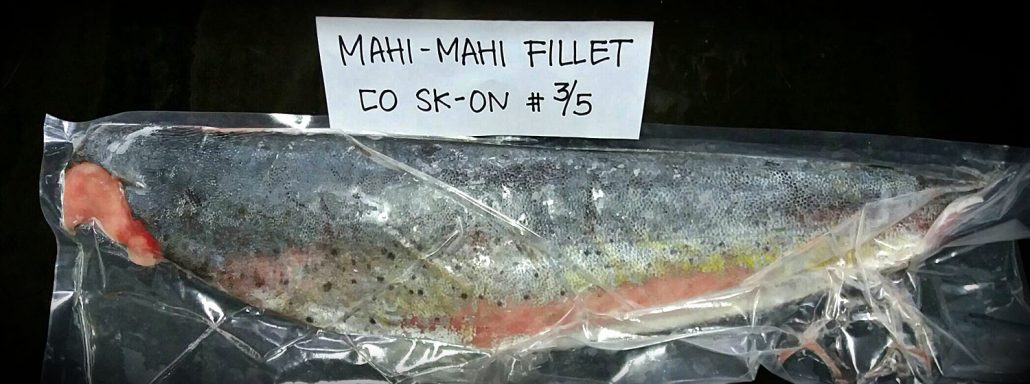 MAHI-MAHI FILLET
CO SK-ON # 3/5